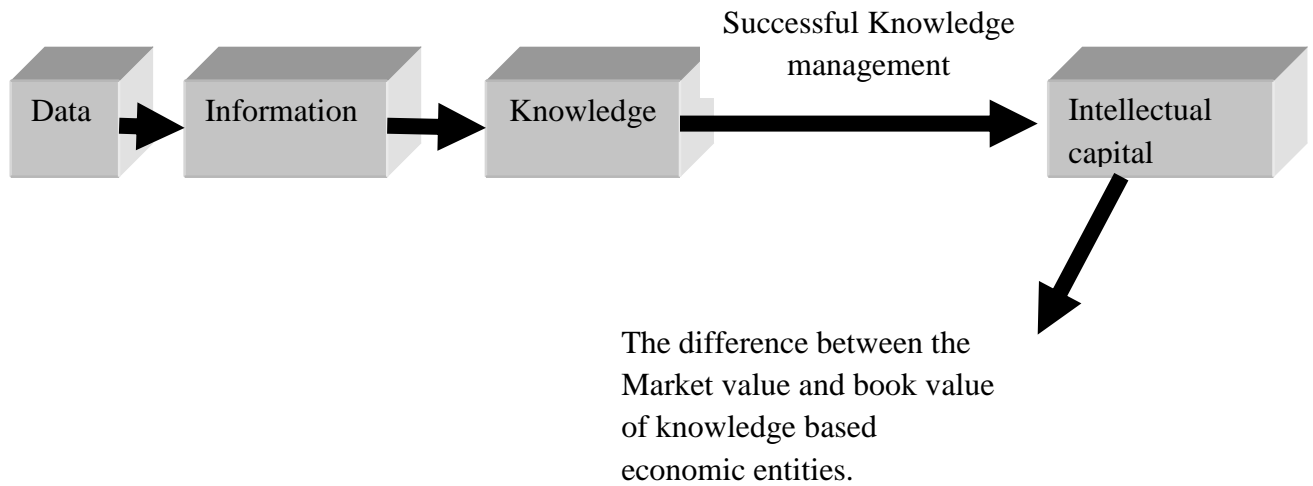 Successful Knowledge
management
Data
Information
Knowledge
Intellectual
capital
The difference between the
Market value and book value
of knowledge based
economic entities.